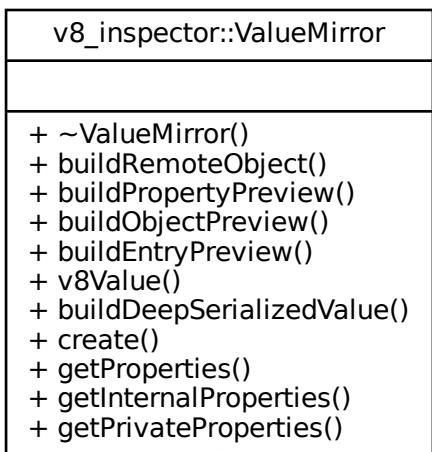 v8_inspector::ValueMirror
+ ~ValueMirror()
+ buildRemoteObject()
+ buildPropertyPreview()
+ buildObjectPreview()
+ buildEntryPreview()
+ v8Value()
+ buildDeepSerializedValue()
+ create()
+ getProperties()
+ getInternalProperties()
+ getPrivateProperties()